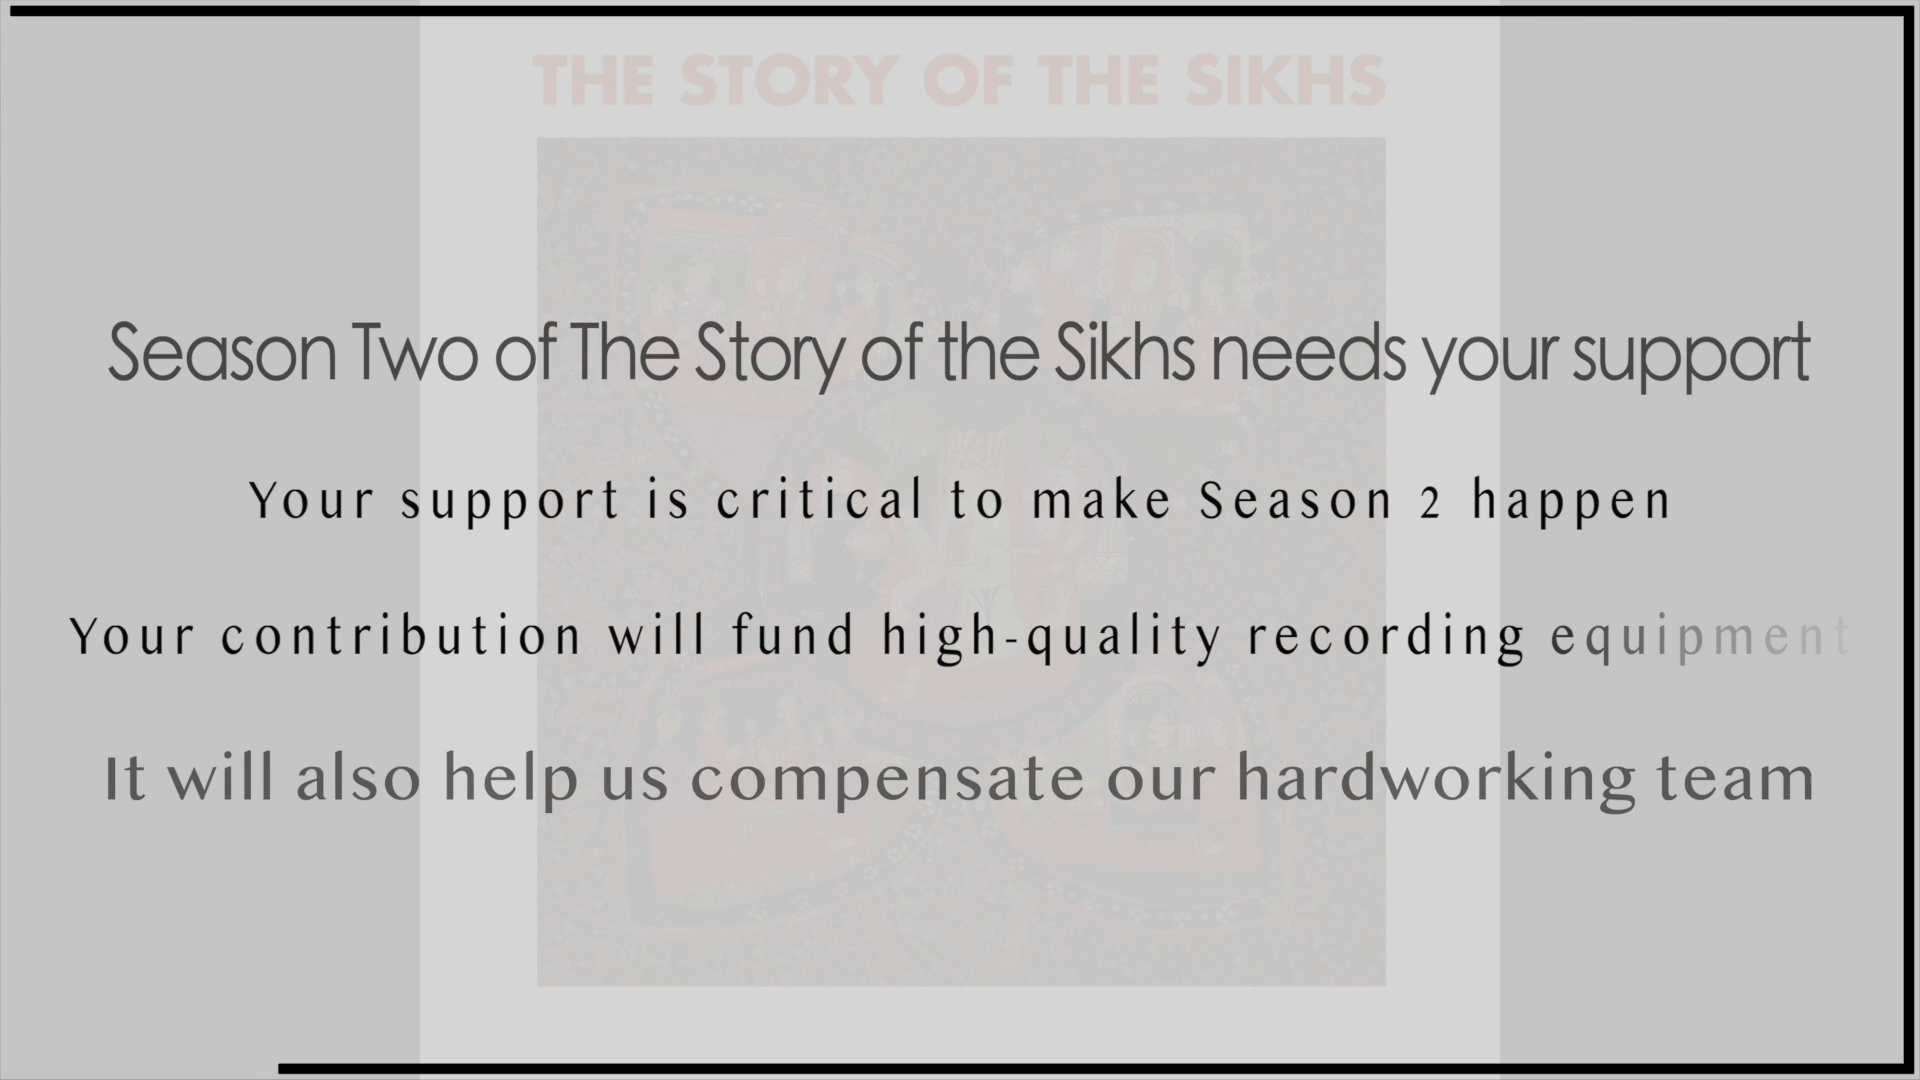 THE STORY OF THE SIKHS
Season Two of The Story of the Sikhs needs your support
Your support is critical to make Season 2 happen
Your contribution will fund high-quality recording equipment
It will also help us compensate our hardworking team